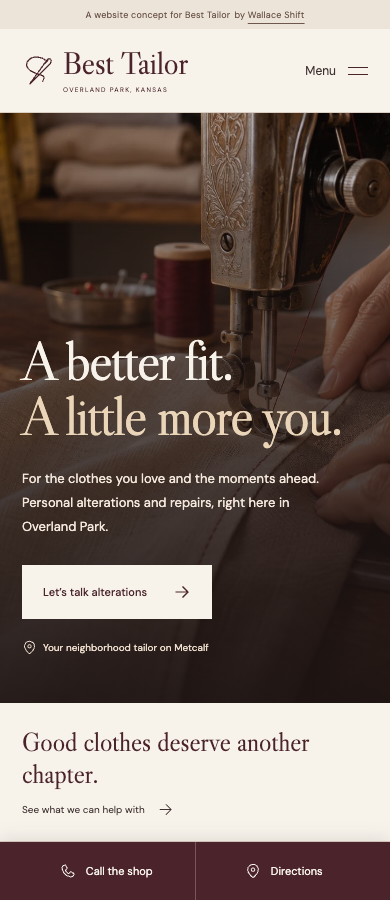 A website concept for Best Tailor by Wallace Shift
Best Tailor
OVERLAND PARK, KANSAS
Menu
A better fit.
A little more you.
For the clothes you love and the moments ahead.
Personal alterations and repairs, right here in
Overland Park.
Let's talk alterations
Your neighborhood tailor on Metcalf
Good clothes deserve another
chapter.
See what we can help with
Call the shop
Directions